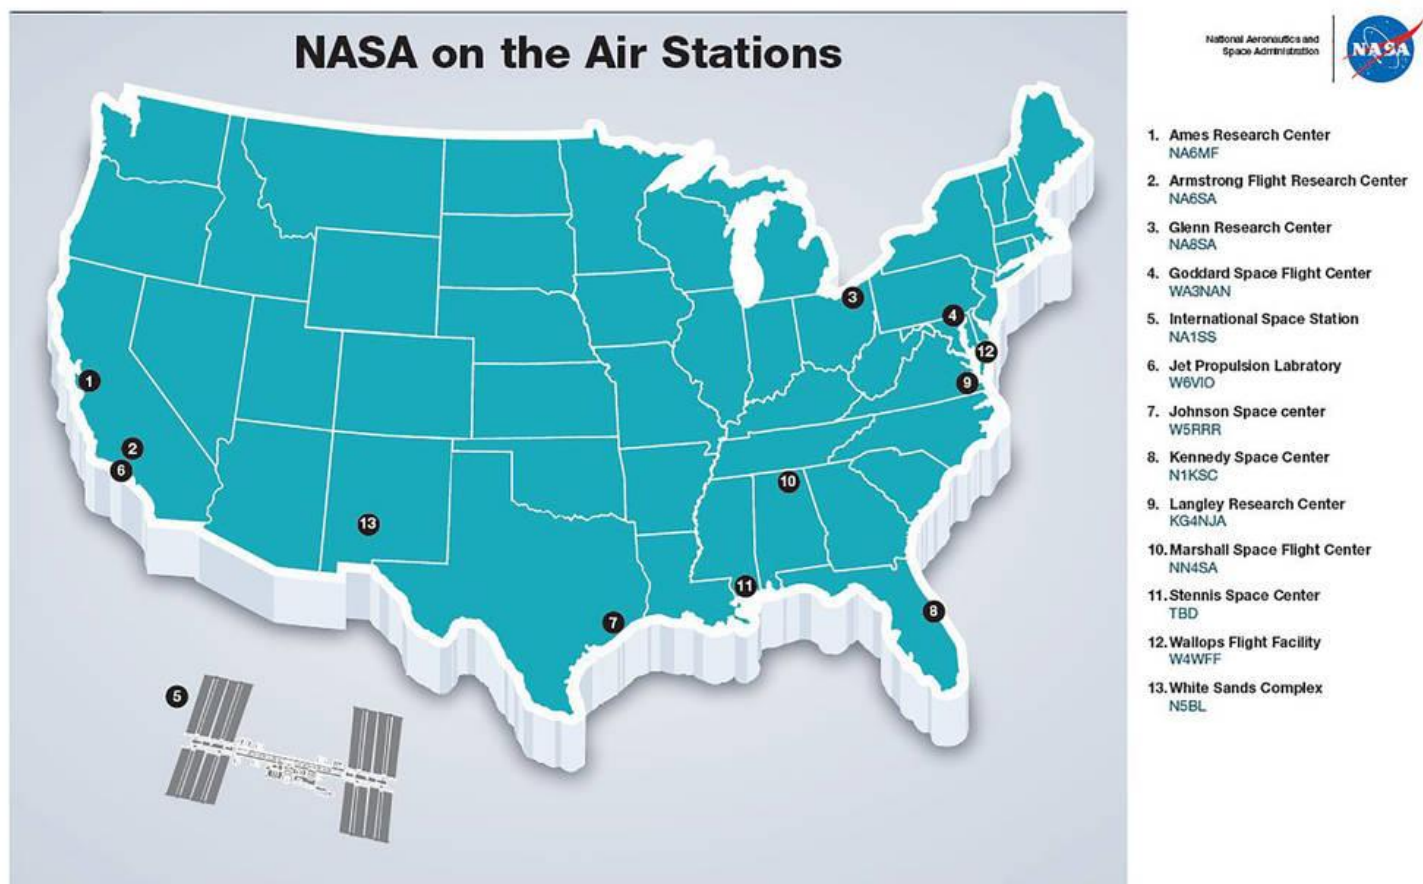 NASA on the Air Stations
National Aeronautics and
Space Administration
NASA
1. Ames Research Center
NA6MF
2. Armstrong Flight Research Center
NA6SA
3. Glenn Research Center
NA8SA
4. Goddard Space Flight Center
WA3NAN
5. International Space Station
NA1SS
6. Jet Propulsion Labratory
W6VIO
7. Johnson Space center
W5RRR
8. Kennedy Space Center
N1KSC
9. Langley Research Center
KG4NJA
10. Marshall Space Flight Center
NN4SA
11. Stennis Space Center
TBD
12. Wallops Flight Facility
W4WFF
13. White Sands Complex
N5BL
3
4
12
1
9
2
6
10
13
11
8
7
5